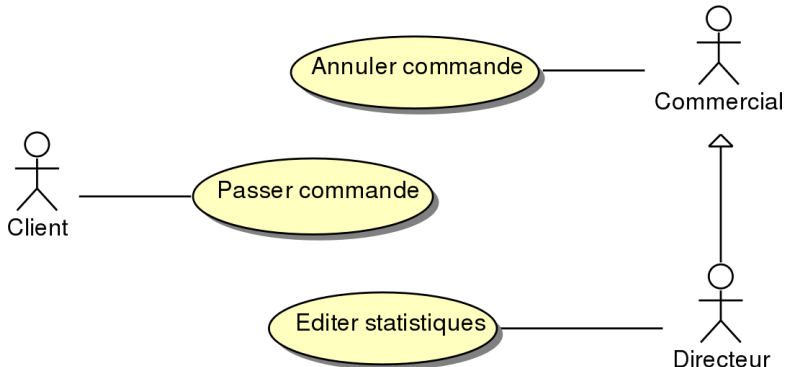 Annuler commande
Commercial
Passer commande
Client
Editer statistiques
Directeur